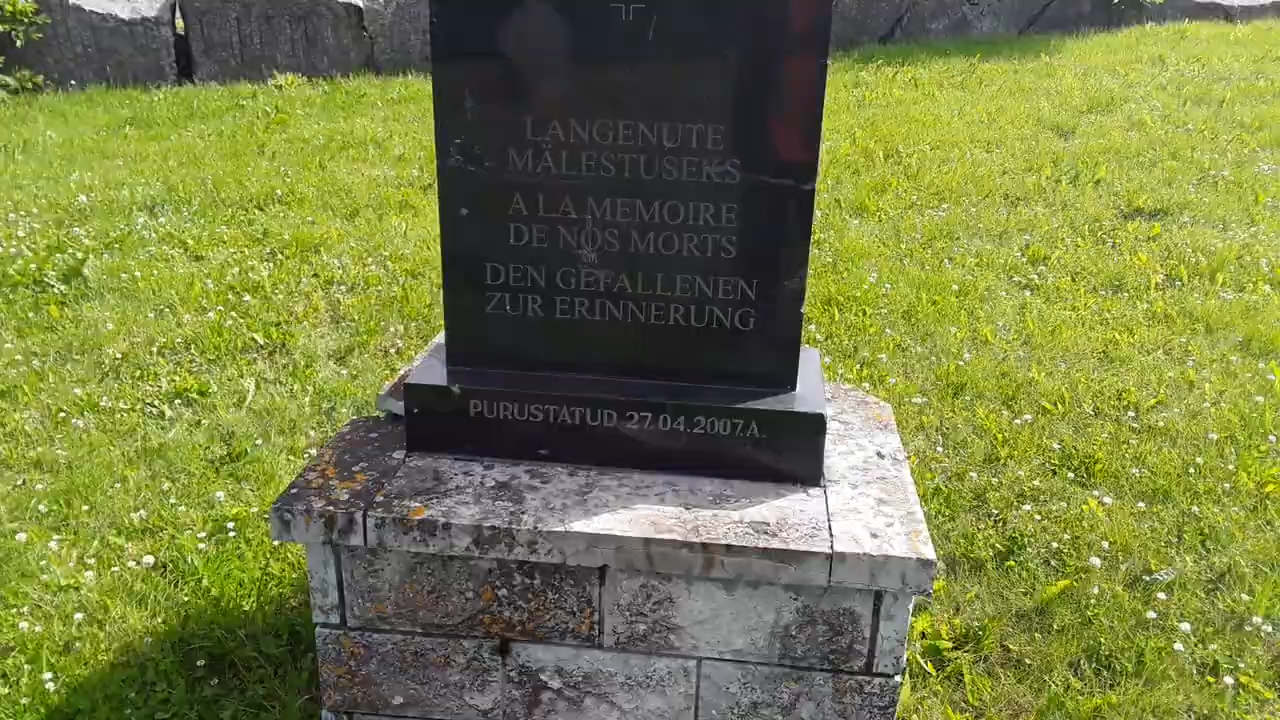 LANGENUTE
MÄLESTUSEKS
A LA MEMOIRE
DE NOS MORTS
DEN GEFALLENEN
ZUR ERINNERUNG
PURUSTATUD 27.04.2007.A.